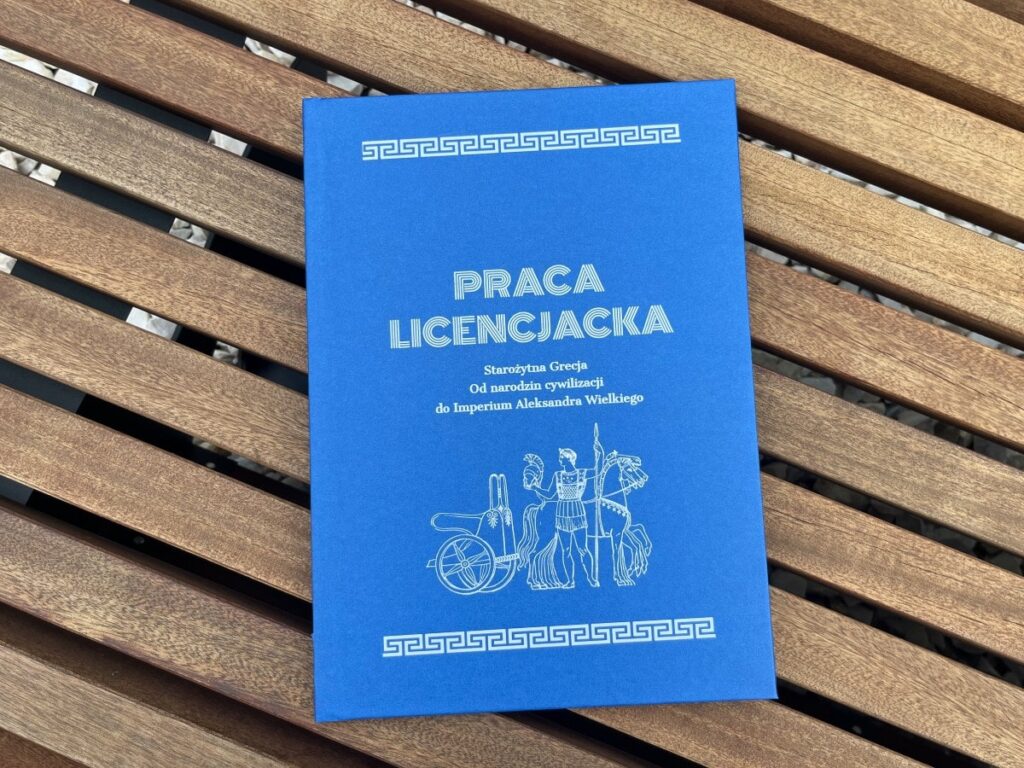 PRACA
LICENCJACKA
Starożytna Grecja
Od narodzin cywilizacji
do Imperium Aleksandra Wielkiego